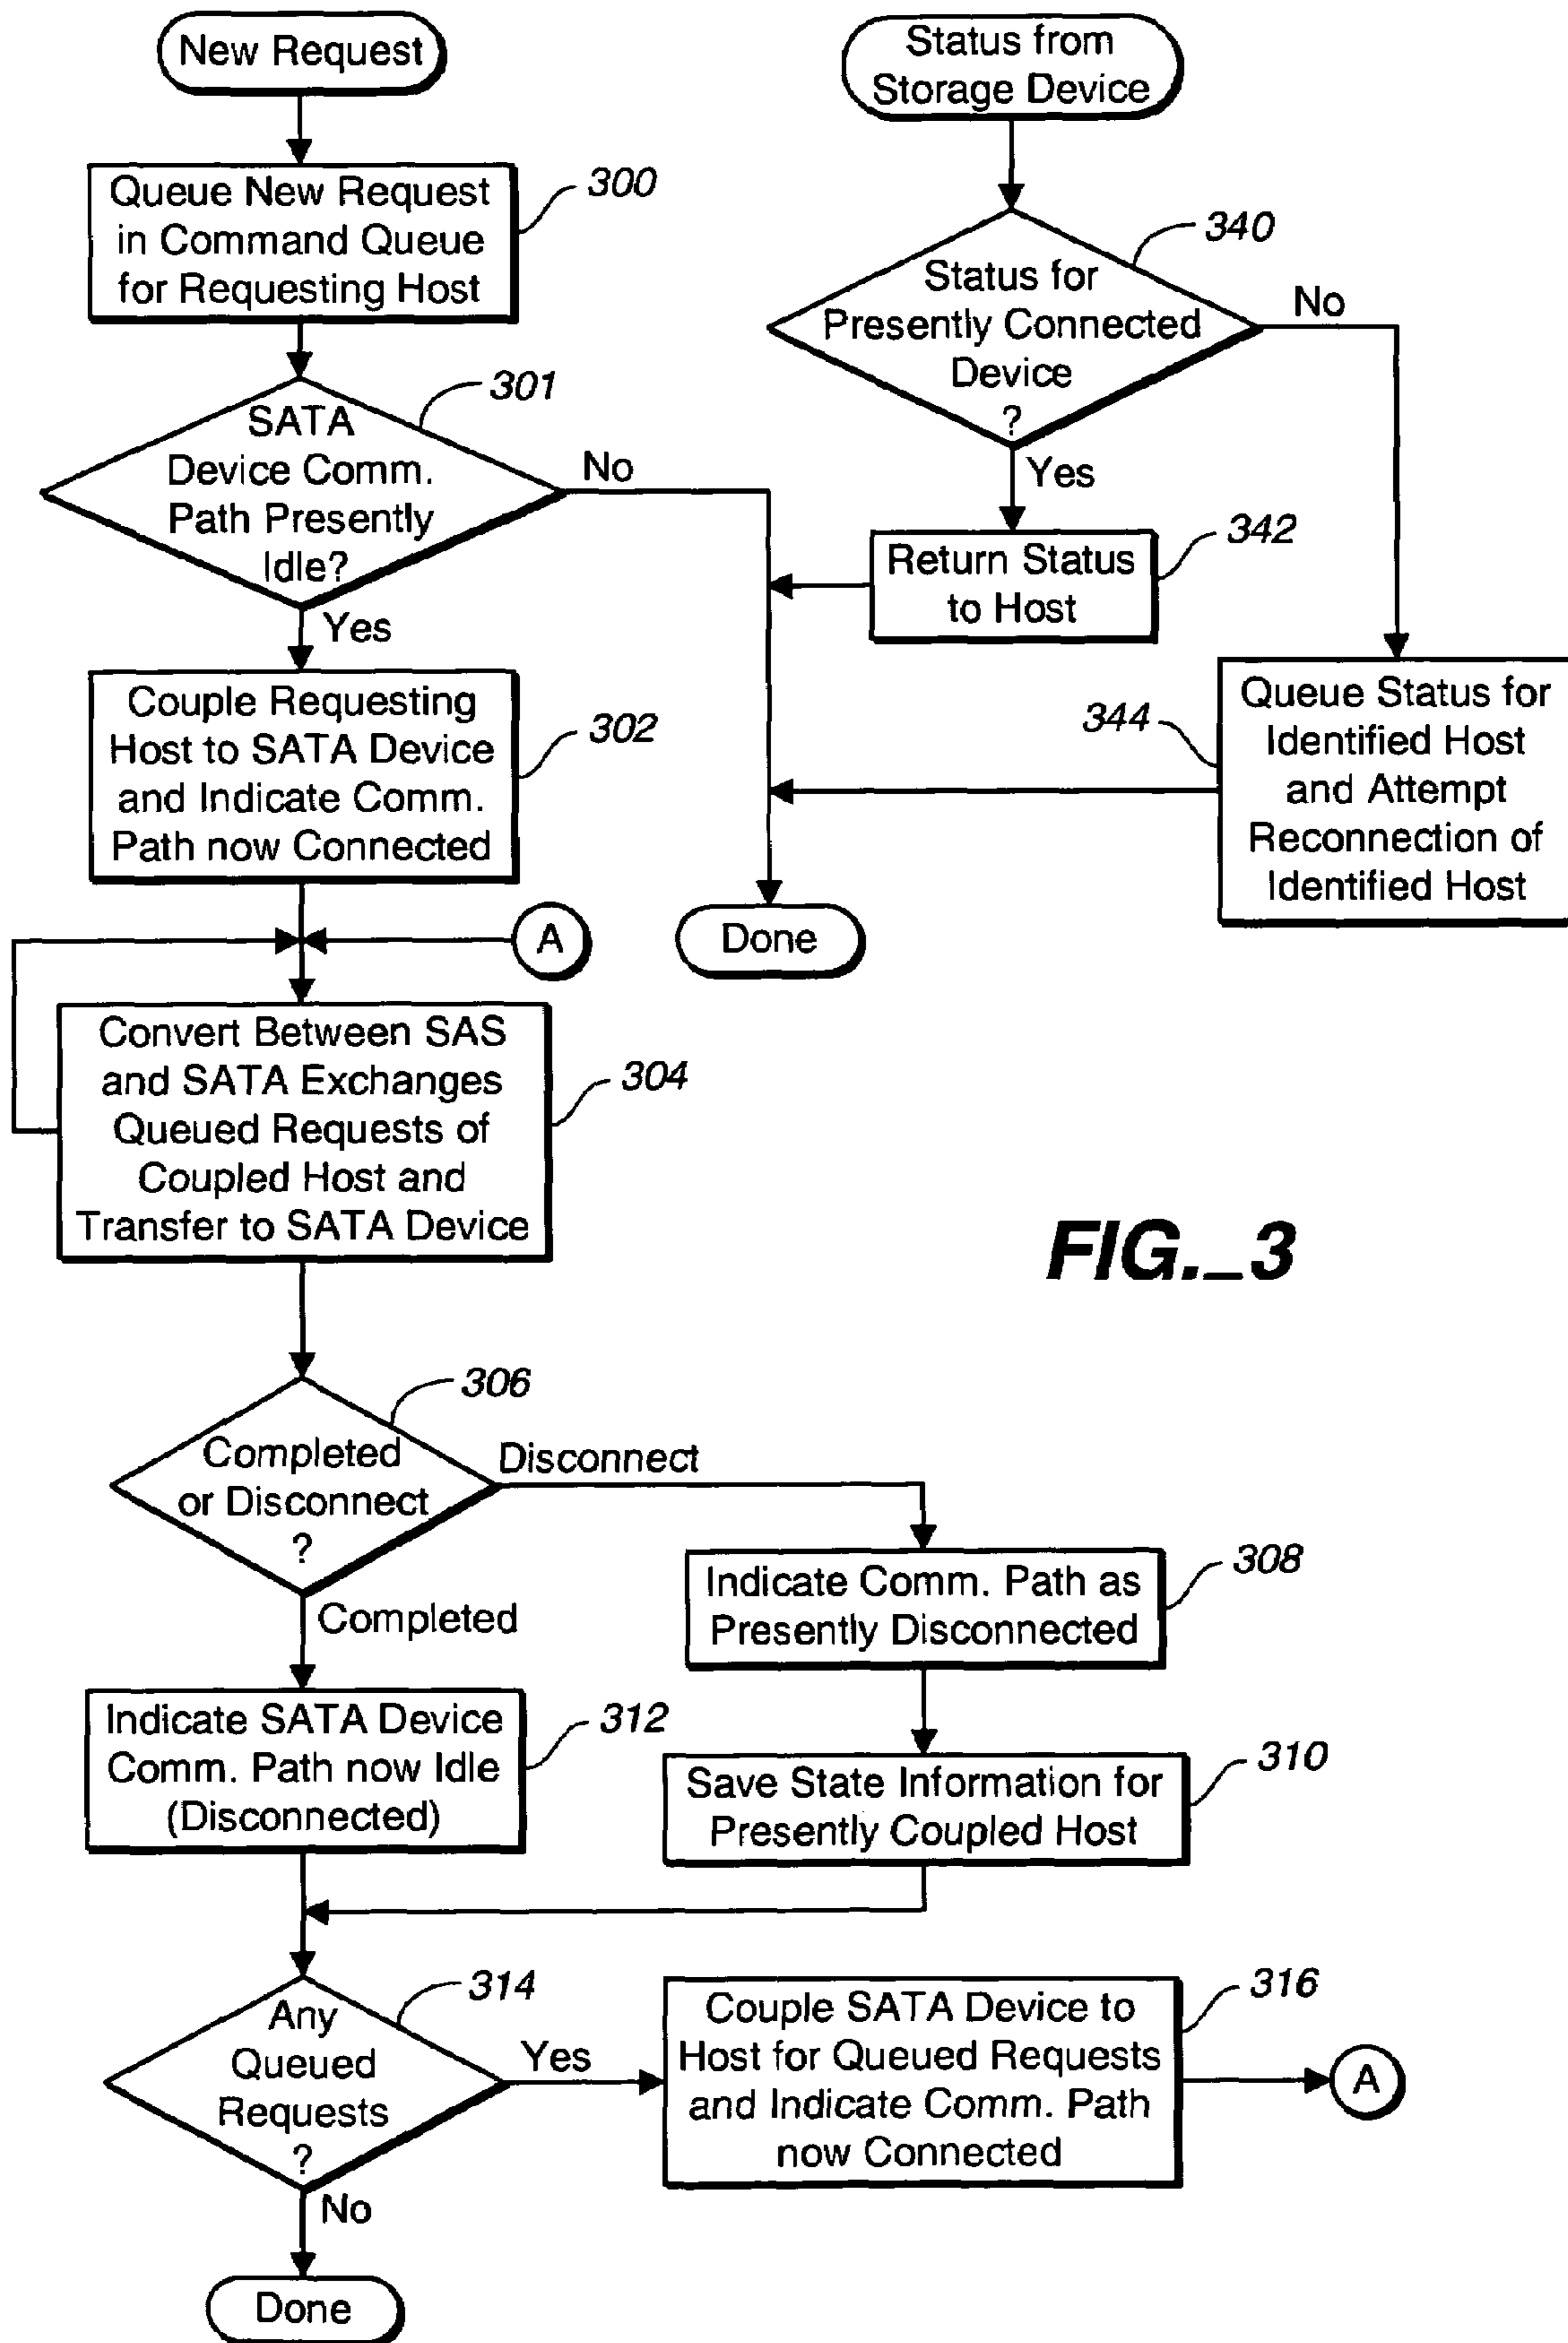 New Request
Queue New Request
in Command Queue
for Requesting Host
300
SATA
Device Comm.
Path Presently
Idle?
301
No
Yes
Couple Requesting
Host to SATA Device
and Indicate Comm.
Path now Connected
302
A
Convert Between SAS
and SATA Exchanges
Queued Requests of
Coupled Host and
Transfer to SATA Device
304
Completed
or Disconnect
?
306
Disconnect
Completed
Indicate Comm. Path as
Presently Disconnected
308
Save State Information for
Presently Coupled Host
310
Indicate SATA Device
Comm. Path now Idle
(Disconnected)
312
Any
Queued
Requests
?
314
Yes
Couple SATA Device to
Host for Queued Requests
and Indicate Comm. Path
now Connected
316
A
No
Done
Status from
Storage Device
Status for
Presently Connected
Device
?
340
No
Yes
Return Status
to Host
342
Queue Status for
Identified Host
and Attempt
Reconnection of
Identified Host
344
Done
FIG._3